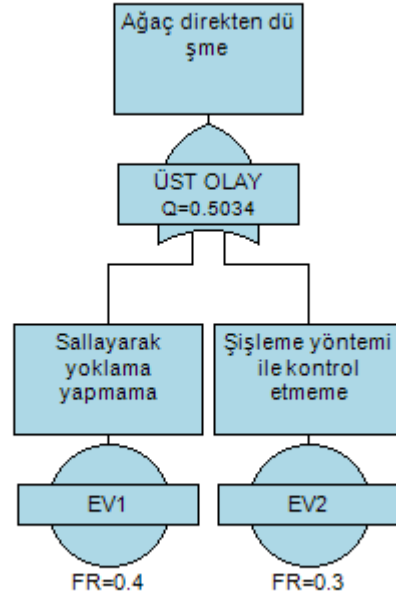 Ağaç direkten dü
şme
ÜST OLAY
Q=0.5034
Sallayarak
yoklama
yapmama
Şişleme yöntemi
ile kontrol
etmeme
EV1
EV2
FR=0.4
FR=0.3